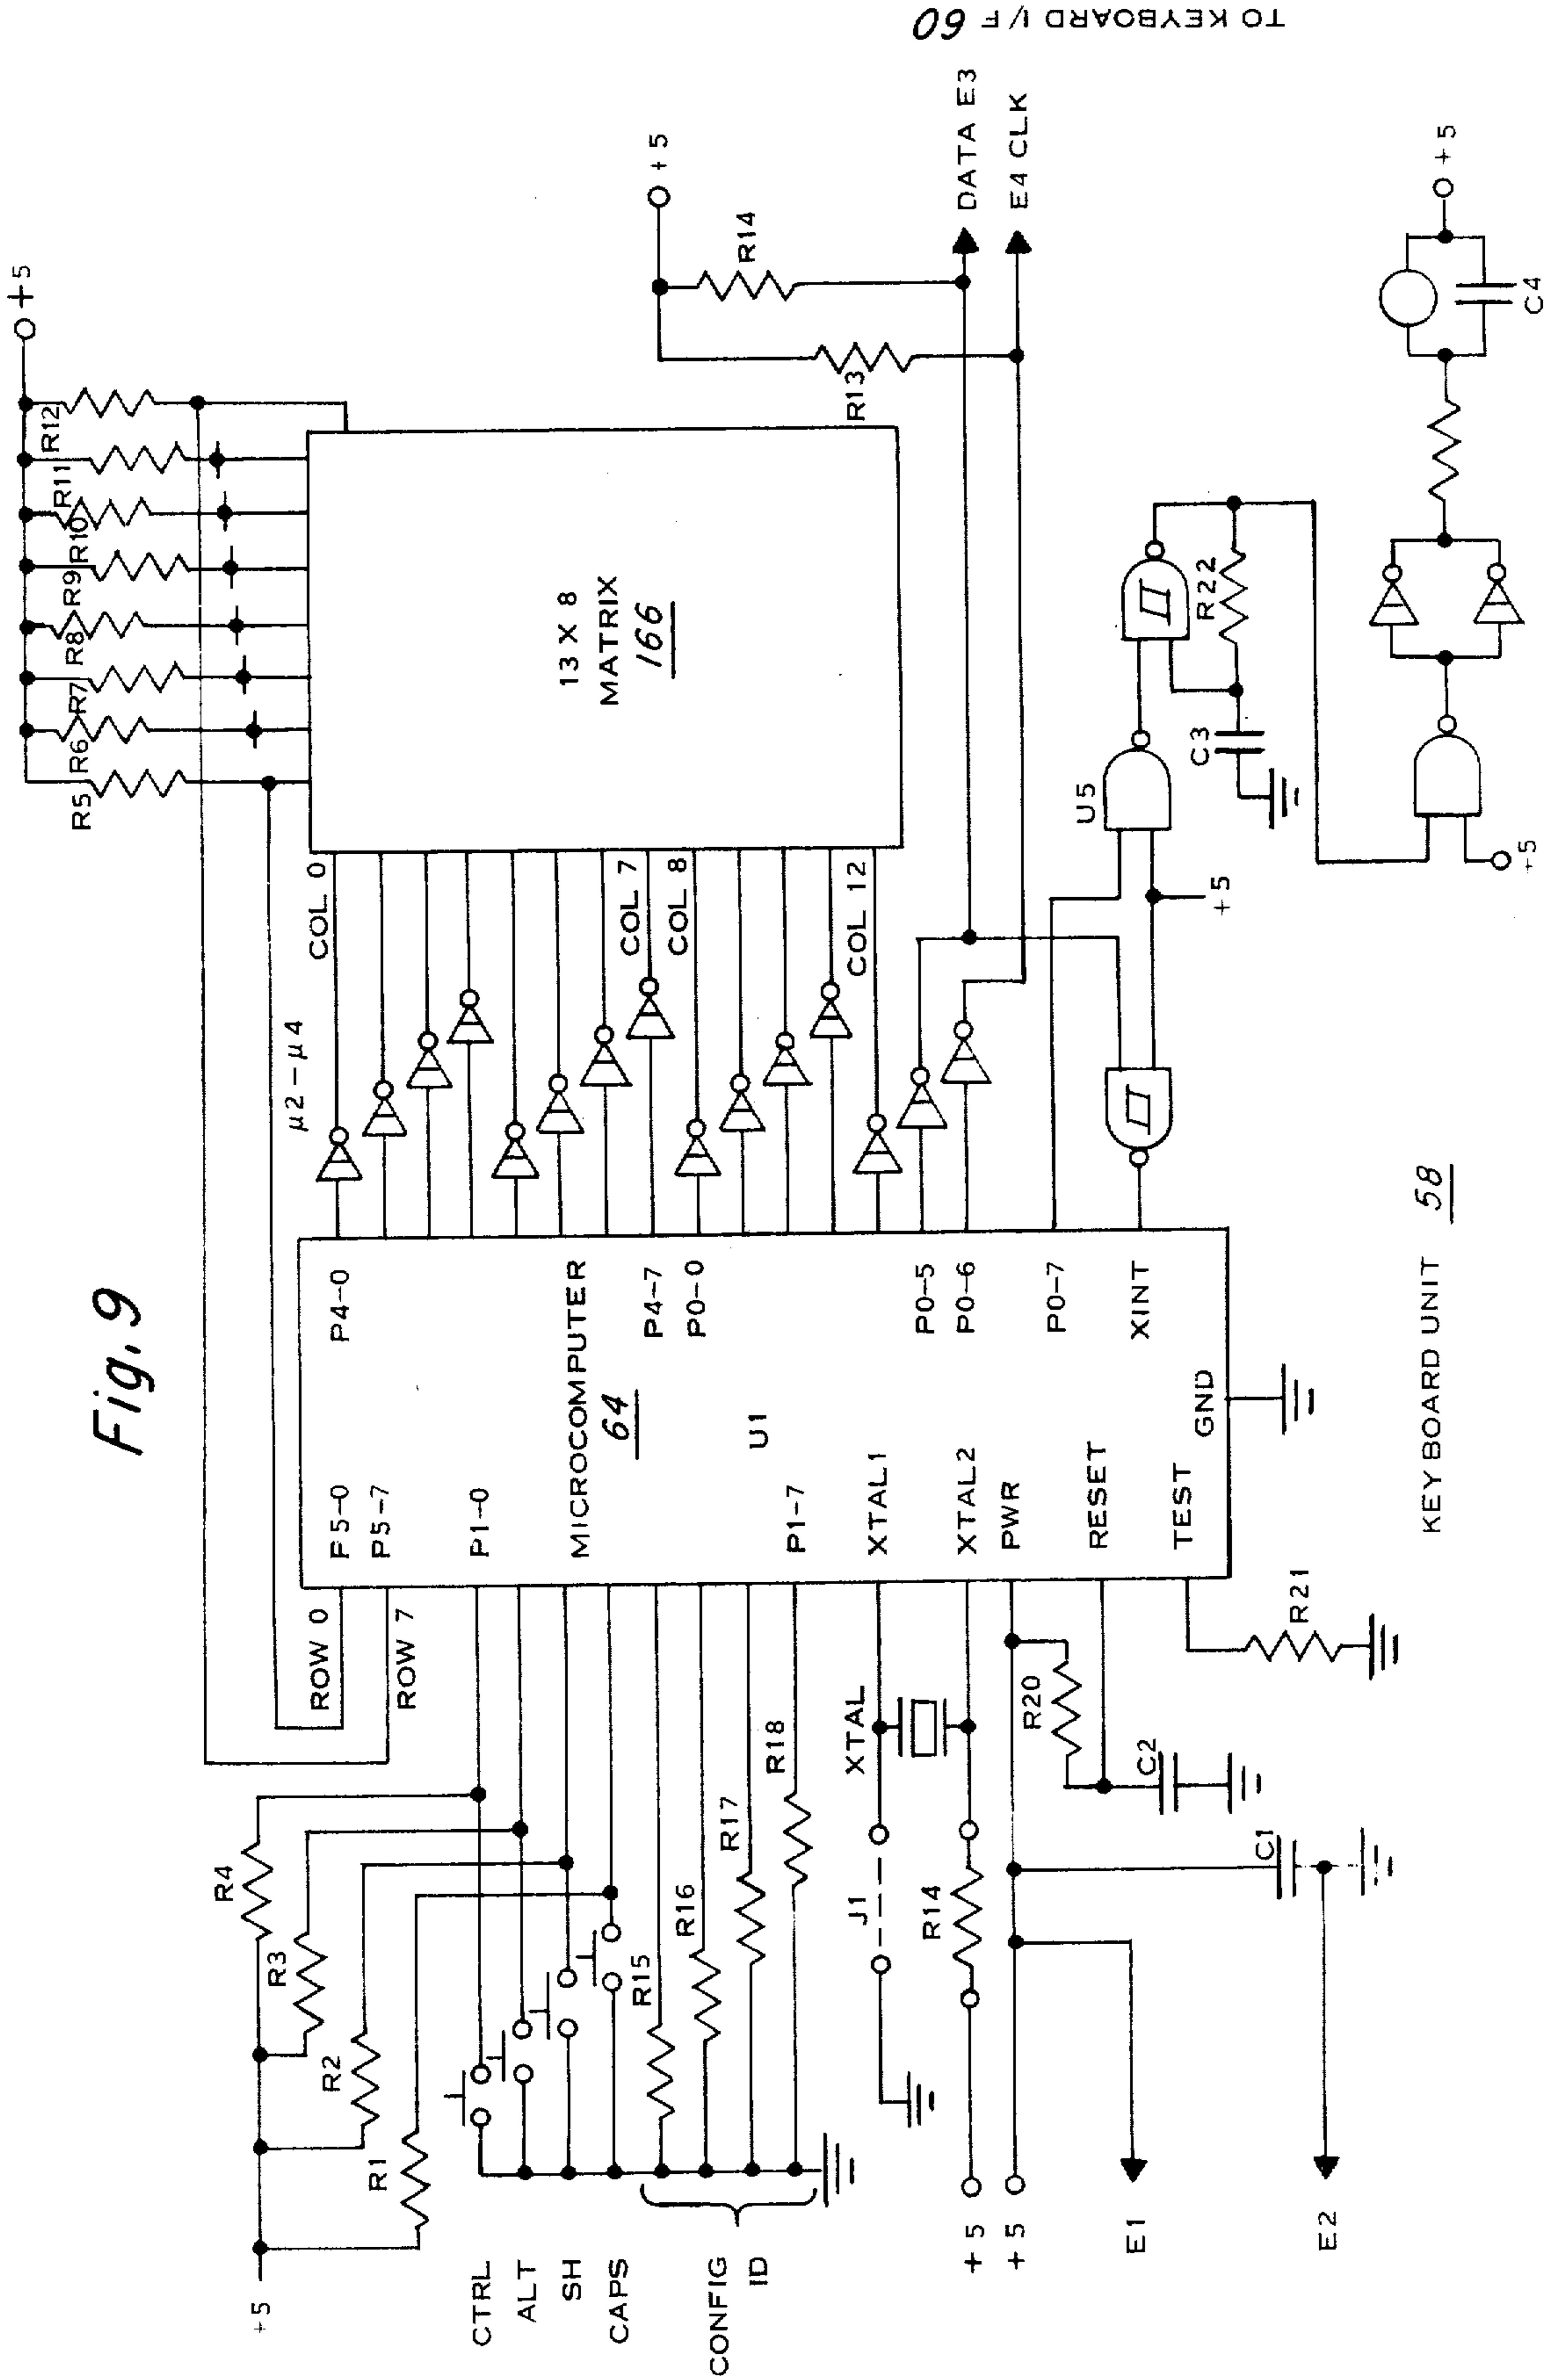 Fig. 9
+5
R5
R6
R7
R8
R9
R10
R11
R12
+5
R4
R3
R2
R1
CTRL
ALT
SH
CAPS
CONFIG
ID
R15
R16
R17
R18
ROW 0
ROW 7
F5-0
P5-7
P1-0
MICROCOMPUTER
64
U1
P1-7
XTAL1
XTAL2
PWR
RESET
TEST
GND
P4-0
P4-7
P0-0
P0-5
P0-6
P0-7
XINT
μ2-μ4
COL 0
COL 7
COL 8
COL 12
13 X 8
MATRIX
166
+5
R14
R13
DATA E3
E4 CLK
TO KEYBOARD I/F 60
XTAL
J1
R14
+5
+5
R20
C2
C1
R21
E1
E2
U5
+5
C3
R22
+5
C4
+5
KEYBOARD UNIT 58